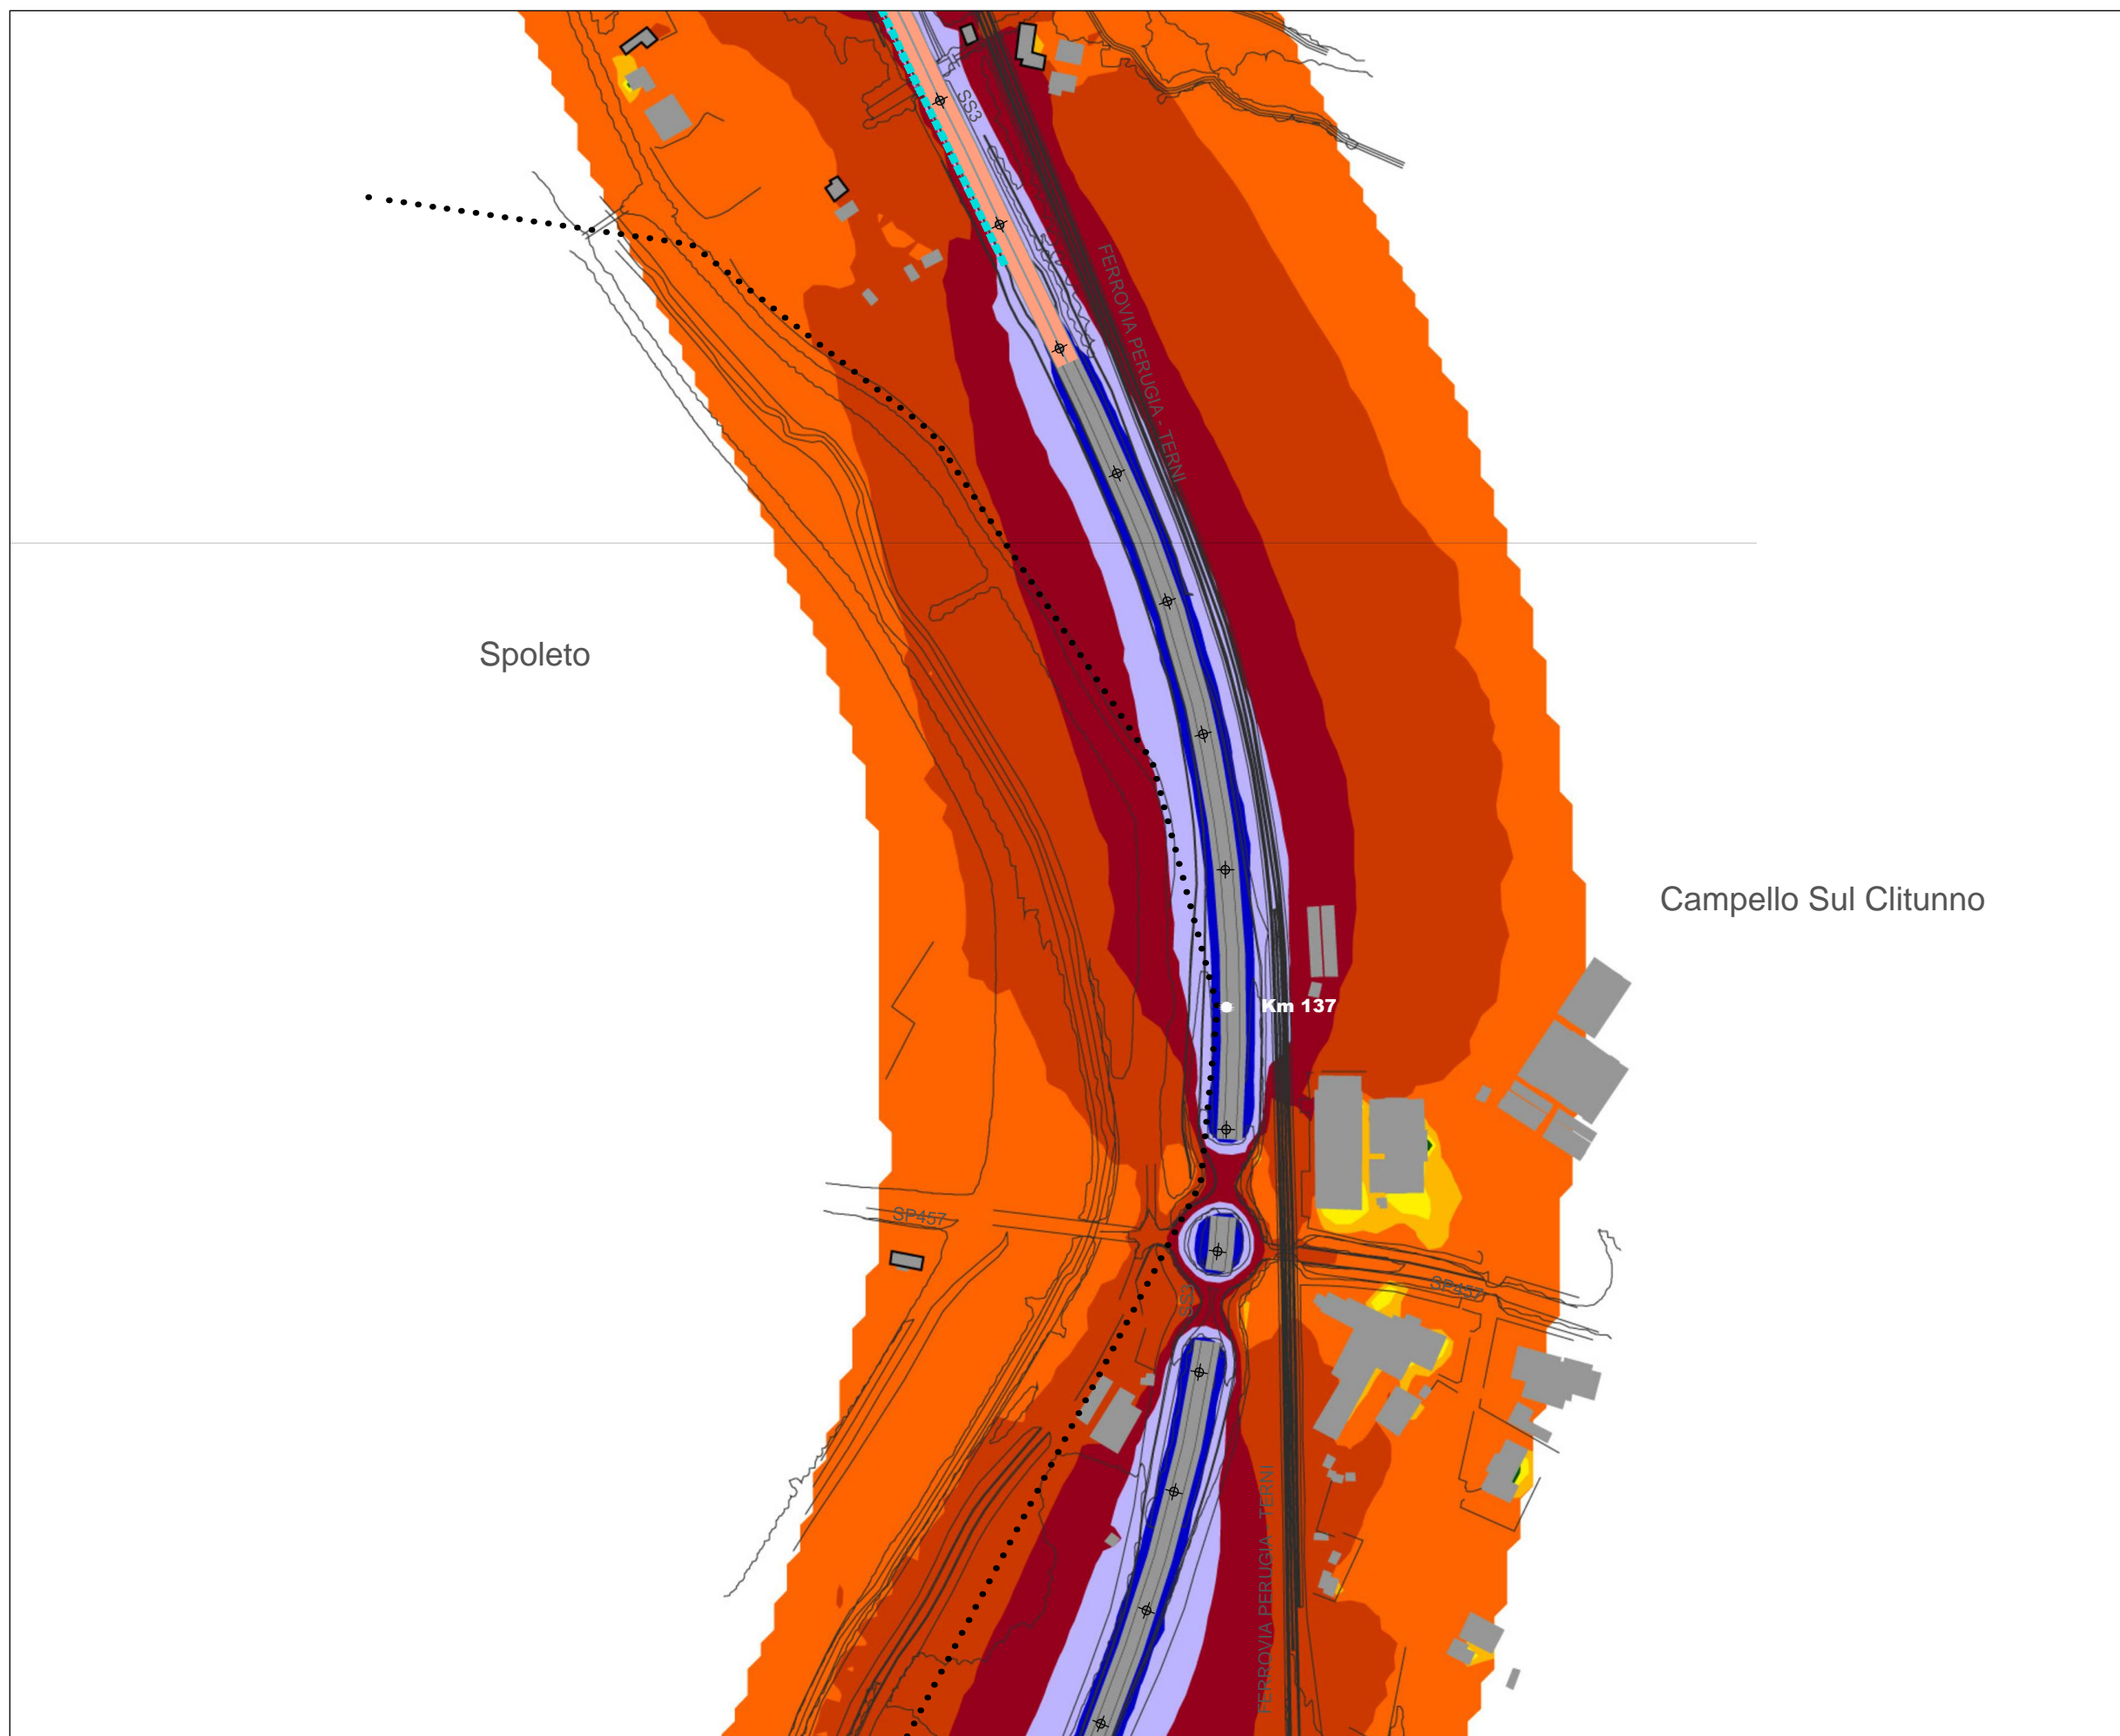 SS3
FERROVIA PERUGIA - TERNI
Spoleto
Campello Sul Clitunno
Km 137
SP457
SP457
SS3
FERROVIA PERUGIA - TERNI